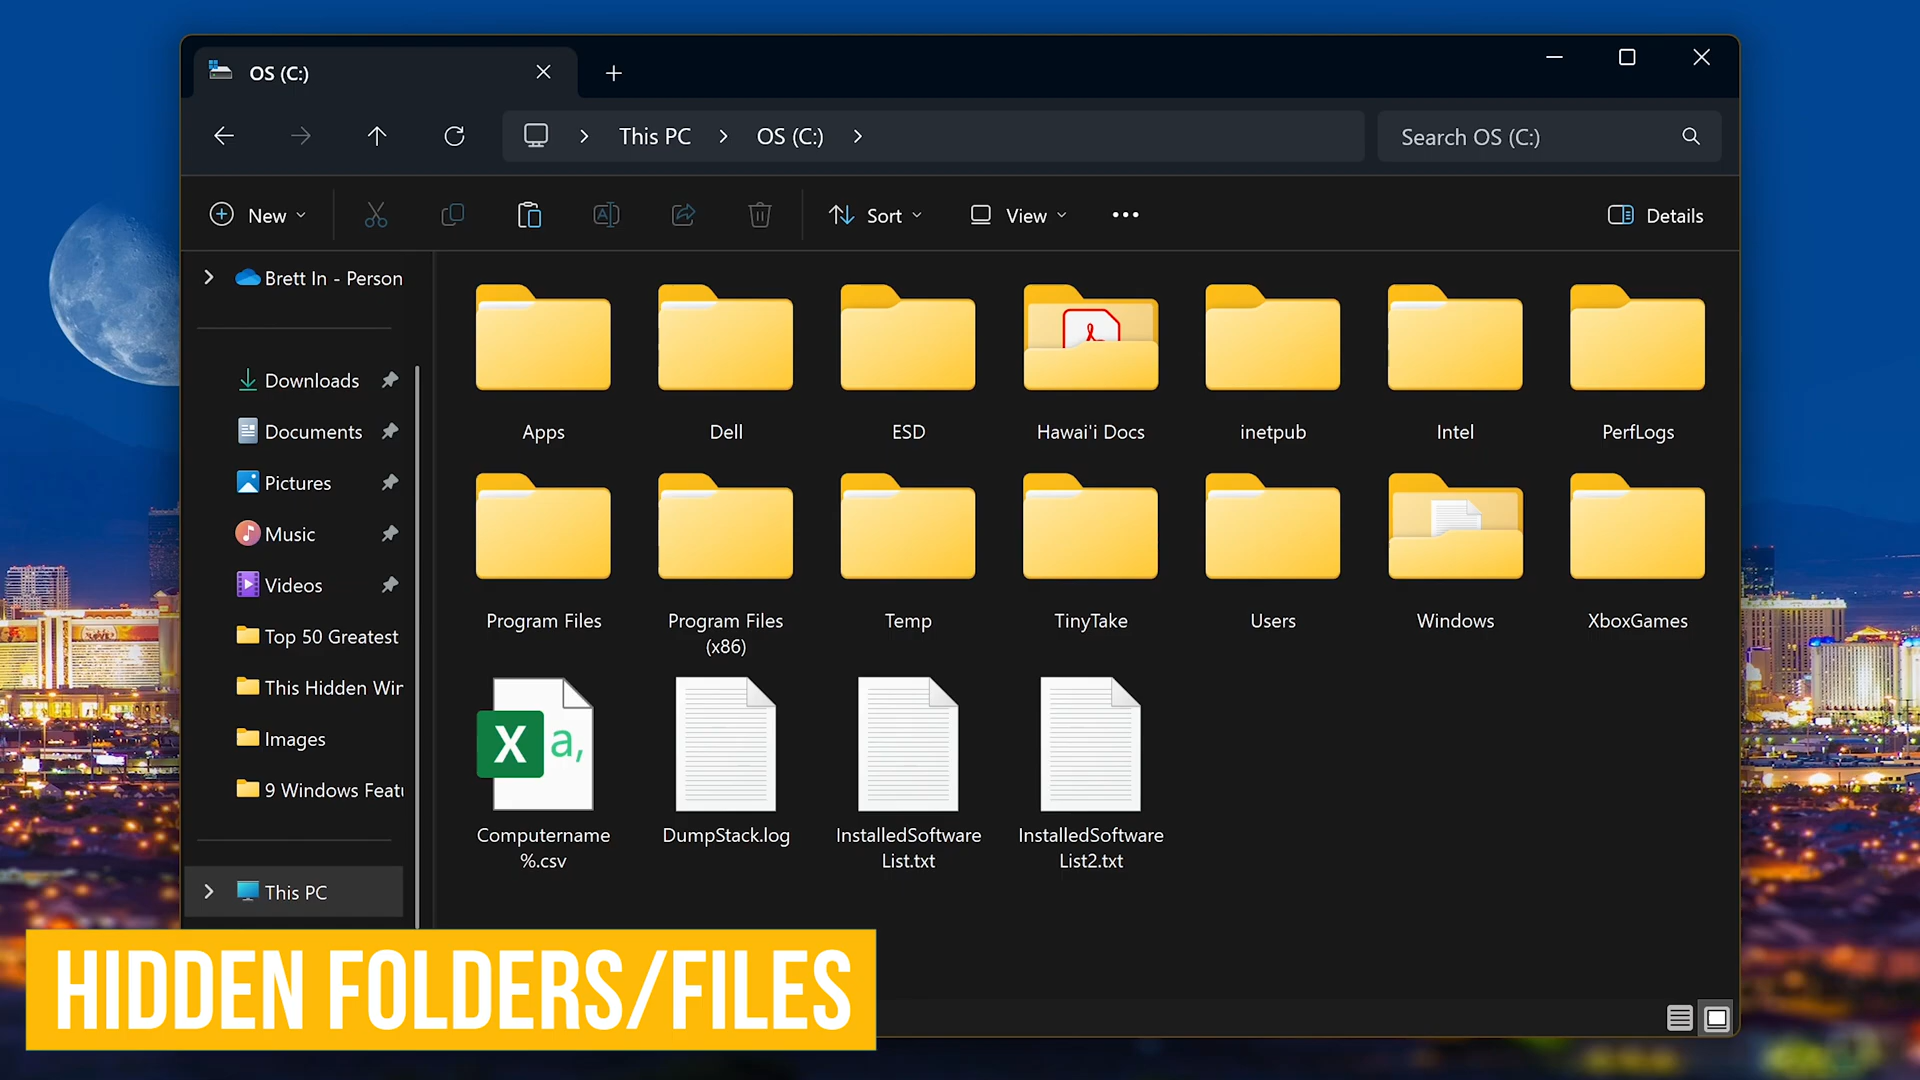 OS (C:)
This PC
OS (C:)
Search OS (C:)
New
Sort
View
Details
Brett In - Person
Downloads
Documents
Pictures
Music
Videos
Top 50 Greatest
This Hidden Win
Images
9 Windows Featu
This PC
Apps
Dell
ESD
Hawai'i Docs
inetpub
Intel
PerfLogs
Program Files
Program Files
(x86)
Temp
TinyTake
Users
Windows
XboxGames
X a,
Computername
%.csv
DumpStack.log
InstalledSoftware
List.txt
InstalledSoftware
List2.txt
HIDDEN FOLDERS/FILES